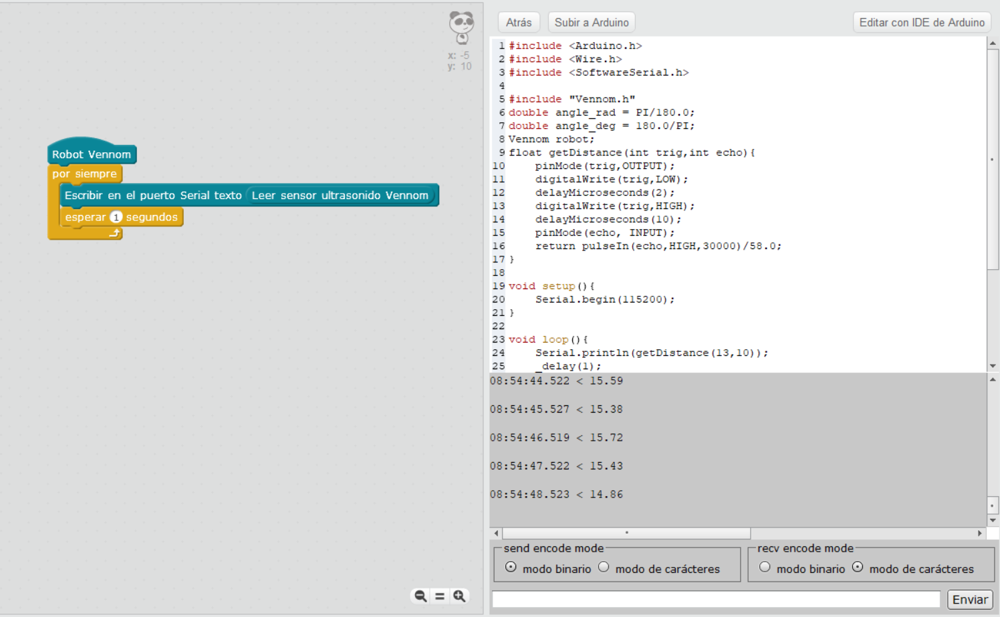 x: -5
y: 10
Robot Vennom
por siempre
Escribir en el puerto Serial texto Leer sensor ultrasonido Vennom
esperar 1 segundos
Atrás
Subir a Arduino
Editar con IDE de Arduino
1 #include <Arduino.h>
2 #include <Wire.h>
3 #include <SoftwareSerial.h>
4
5 #include "Vennom.h"
6 double angle_rad = PI/180.0;
7 double angle_deg = 180.0/PI;
8 Vennom robot;
9 float getDistance(int trig,int echo){
10     pinMode(trig,OUTPUT);
11     digitalWrite(trig,LOW);
12     delayMicroseconds(2);
13     digitalWrite(trig,HIGH);
14     delayMicroseconds(10);
15     pinMode(echo, INPUT);
16     return pulseIn(echo,HIGH,30000)/58.0;
17 }
18
19 void setup(){
20     Serial.begin(115200);
21 }
22
23 void loop(){
24     Serial.println(getDistance(13,10));
25     _delay(1);
08:54:44.522 < 15.59
08:54:45.527 < 15.38
08:54:46.519 < 15.72
08:54:47.522 < 15.43
08:54:48.523 < 14.86
send encode mode
modo binario modo de carácteres
recv encode mode
modo binario modo de carácteres
Enviar